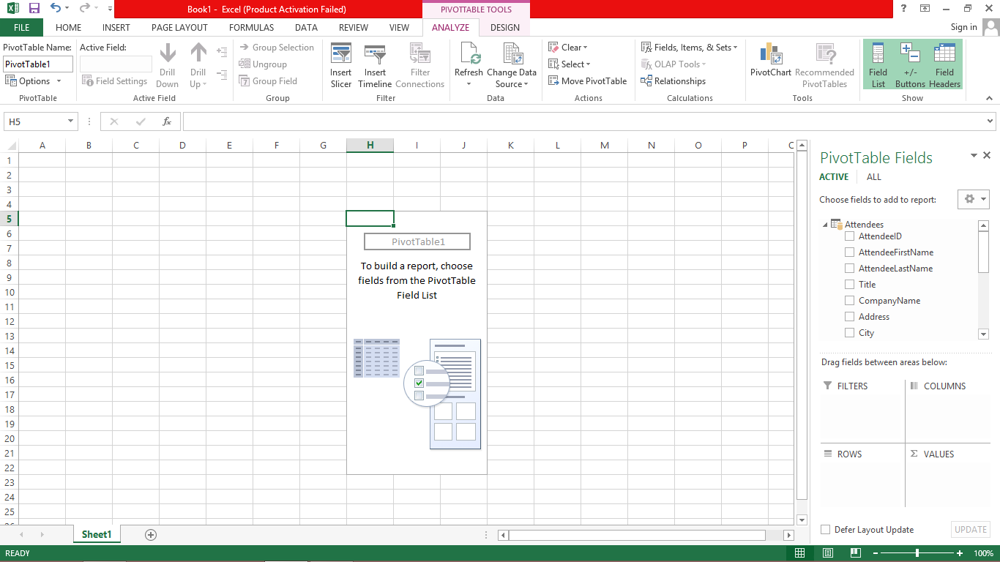 Book1 - Excel (Product Activation Failed)
PIVOTTABLE TOOLS
?
FILE HOME INSERT PAGE LAYOUT FORMULAS DATA REVIEW VIEW ANALYZE DESIGN Sign in
PivotTable Name:
PivotTable1
Options
PivotTable
Active Field:
Field Settings
Drill Down
Drill Up
Active Field
Group Selection
Ungroup
Group Field
Group
Insert Slicer
Insert Timeline
Filter Connections
Filter
Refresh
Change Data Source
Data
Clear
Select
Move PivotTable
Actions
Fields, Items, & Sets
OLAP Tools
Relationships
Calculations
PivotChart
Recommended PivotTables
Tools
Field List
+/- Buttons
Field Headers
Show
H5
fx
A B C D E F G H I J K L M N O P
1
2
3
4
5
6
7
8
9
10
11
12
13
14
15
16
17
18
19
20
21
22
23
24
25
PivotTable1
To build a report, choose
fields from the PivotTable
Field List
PivotTable Fields
ACTIVE ALL
Choose fields to add to report:
Attendees
AttendeeID
AttendeeFirstName
AttendeeLastName
Title
CompanyName
Address
City
Drag fields between areas below:
FILTERS
COLUMNS
ROWS
Σ VALUES
Defer Layout Update
UPDATE
Sheet1
READY
100%